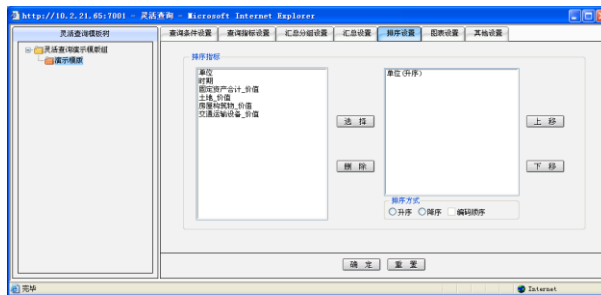 http://10.2.21.65:7001 - 灵活查询 - Microsoft Internet Explorer
灵活查询模板树
查询条件设置
查询指标设置
汇总分组设置
汇总设置
排序设置
图表设置
其他设置
灵活查询演示模板组
演示模版
排序指标
单位
时期
固定资产合计_价值
土地_价值
房屋构筑物_价值
交通运输设备_价值
单位(升序)
选 择
删 除
上 移
下 移
排序方式
升序
降序
编码顺序
确 定
重 置
完毕
Internet